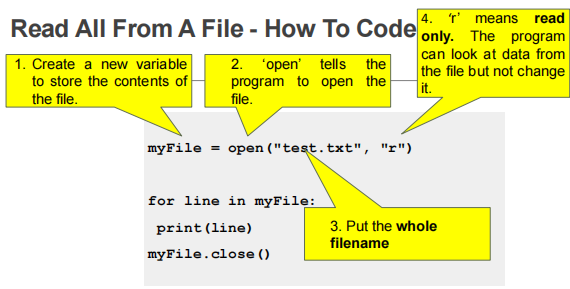 Read All From A File - How To Code
1. Create a new variable
to store the contents of
the file.
2. ‘open’ tells the
program to open the
file.
4. ‘r’ means read
only. The program
can look at data from
the file but not change
it.
myFile = open("test.txt", "r")
for line in myFile:
print(line)
myFile.close()
3. Put the whole
filename